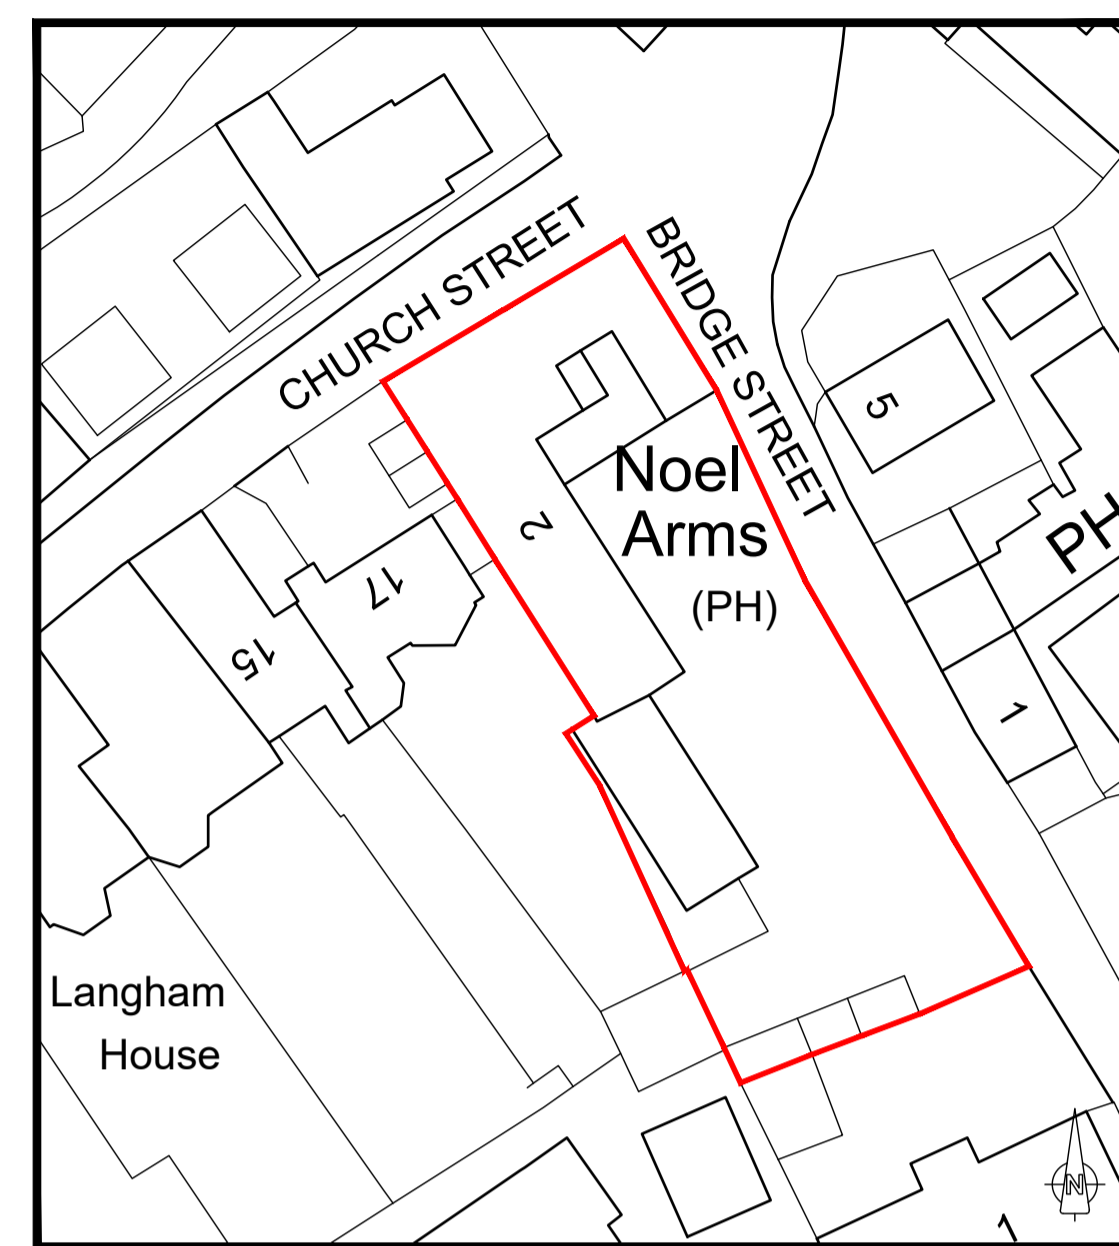 CHURCH STREET
BRIDGE STREET
5
Noel
Arms
(PH)
2
PH
17
15
1
Langham
House
N
1